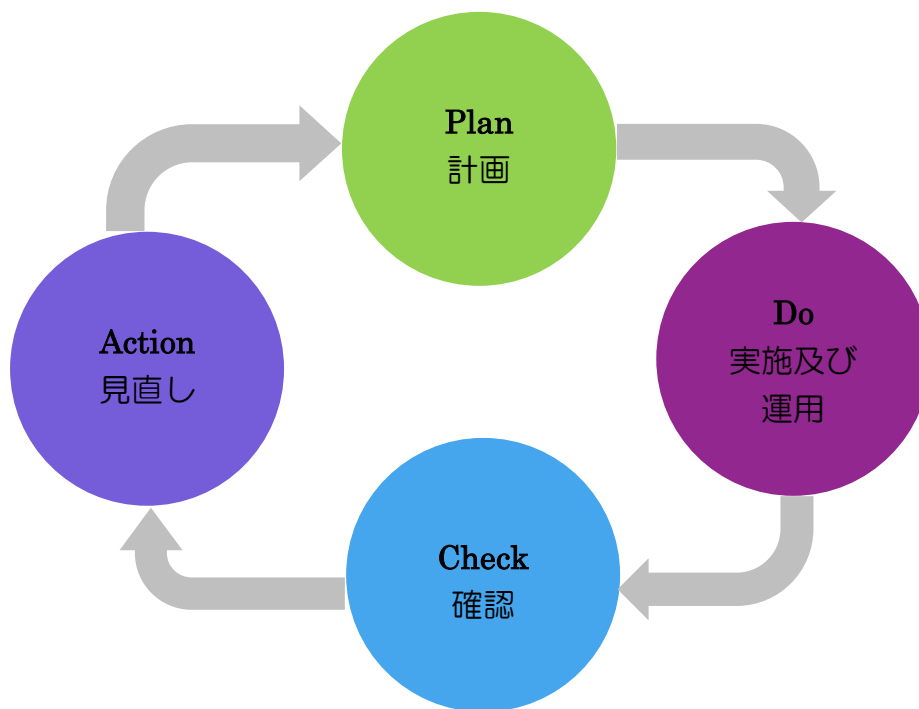 Plan
計画
Do
実施及び
運用
Check
確認
Action
見直し